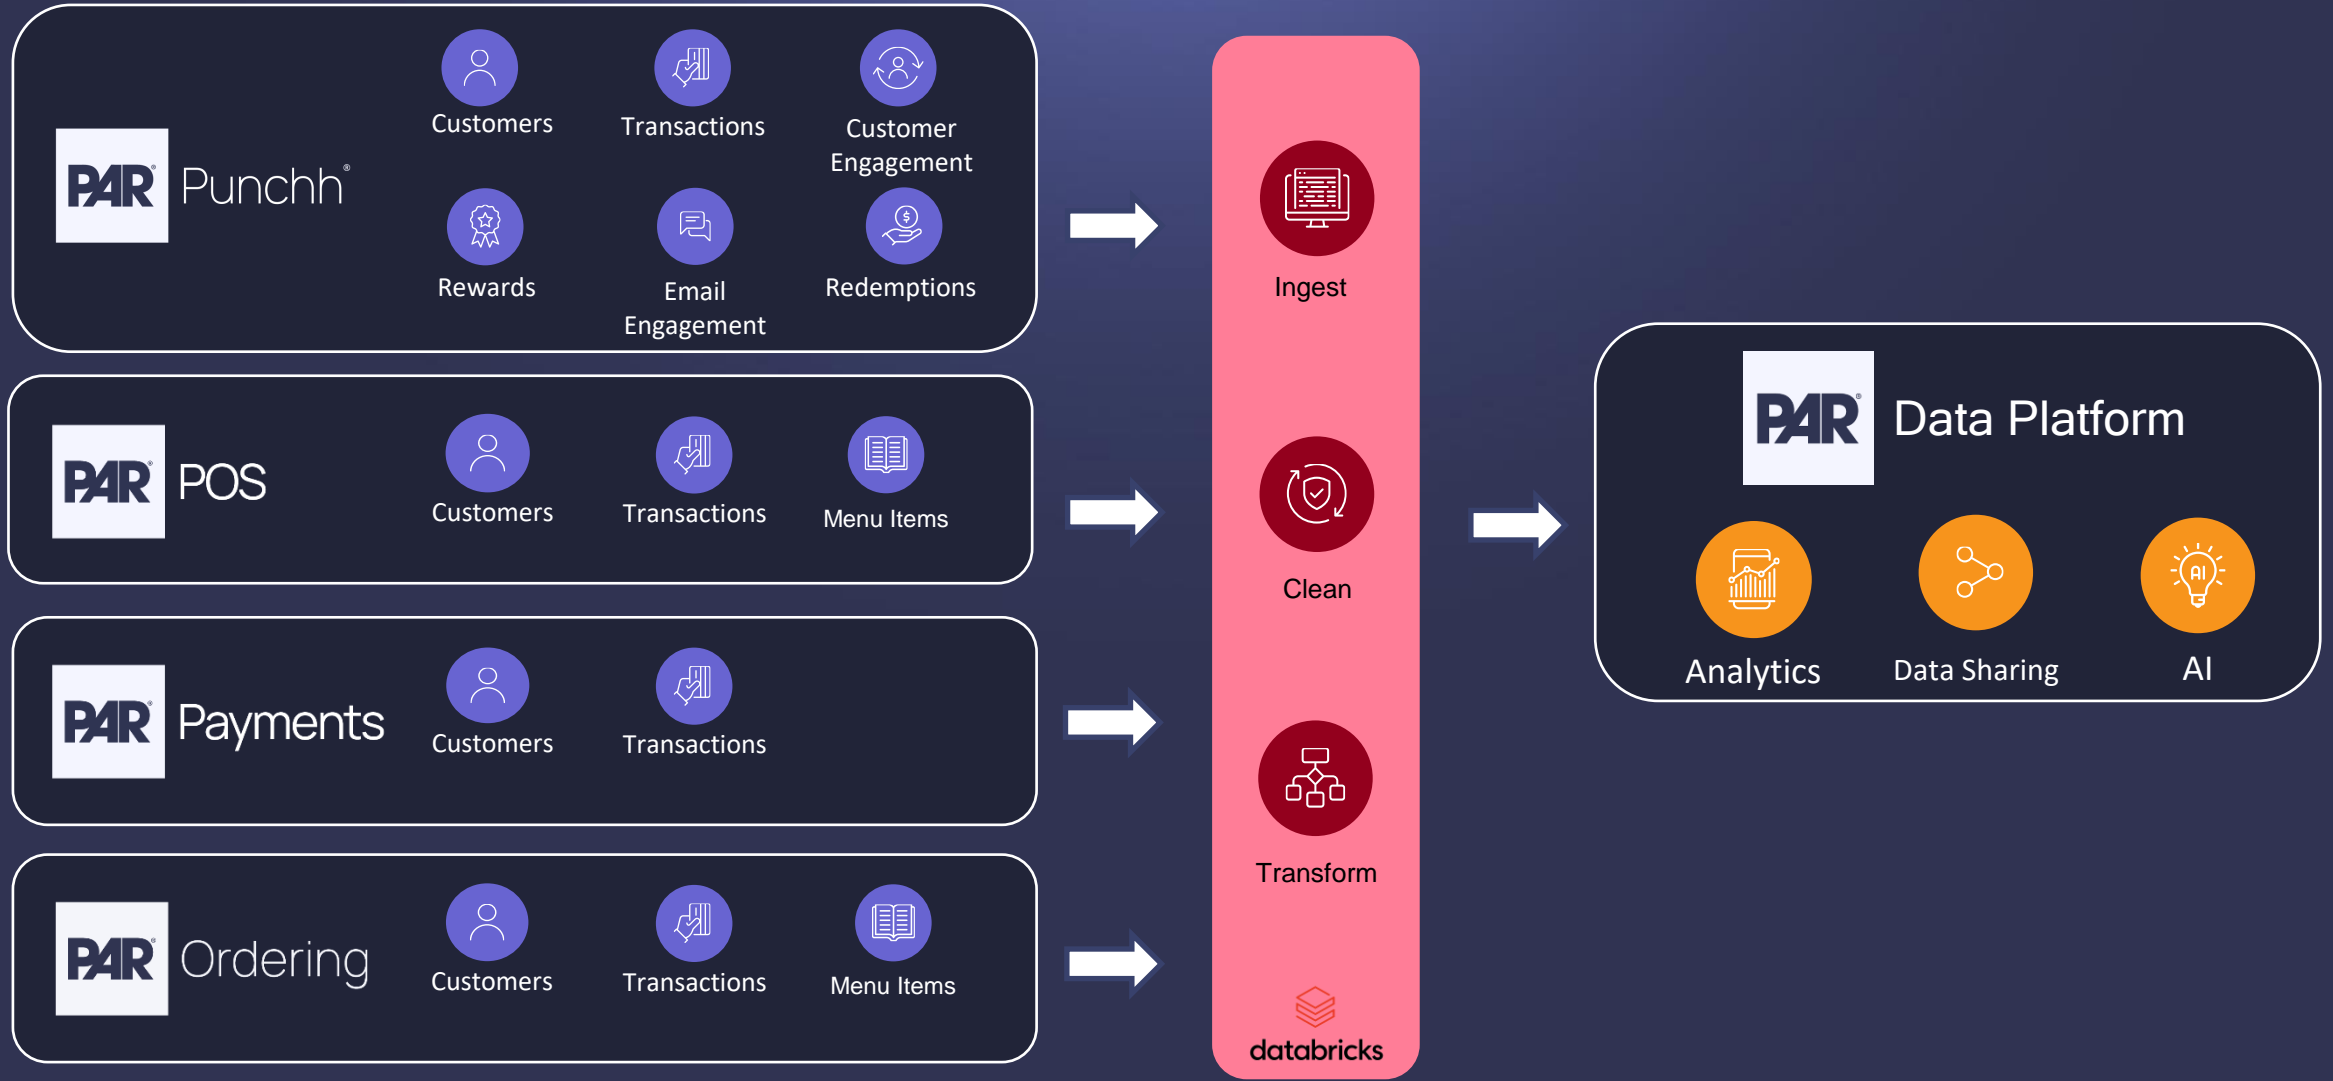 PAR® Punchh®
Customers
Transactions
Customer
Engagement
Rewards
Email
Engagement
Redemptions
PAR® POS
Customers
Transactions
Menu Items
PAR® Payments
Customers
Transactions
PAR® Ordering
Customers
Transactions
Menu Items
Ingest
Clean
Transform
databricks
PAR® Data Platform
Analytics
Data Sharing
AI
AI